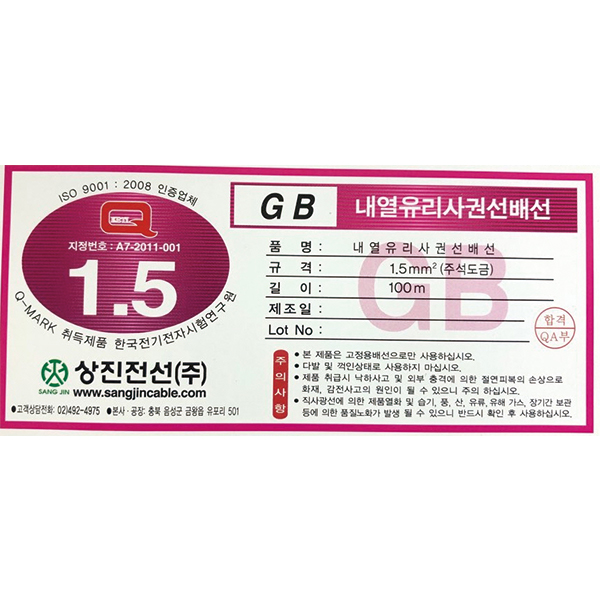 ISO 9001 : 2008 인증업체
Q
지정번호 : A7-2011-001
1.5
Q-MARK 취득제품 한국전기전자시험연구원
상진전선(주)
SANG JIN
www.sangjincable.com
●고객상담전화: 02)492-4975 ●본사·공장: 충북 음성군 금왕읍 유포리 501
GB 내열유리사권선배선
GB
품 명 : 내열유리사권선배선
규 격 : 1.5mm² (주석도금)
길 이 : 100m
제조일 :
Lot No :
합격
QA부
주의사항
● 본 제품은 고정용배선으로만 사용하십시오.
● 다발 및 꺽인상태로 사용하지 마십시오.
● 제품 취급시 낙하사고 및 외부 충격에 의한 절면피복의 손상으로
화재, 감전사고의 원인이 될 수 있으니 주의 하십시오.
● 직사광선에 의한 제품열화 및 습기, 풍, 산, 유류, 유해 가스, 장기간 보관
등에 의한 품질노화가 발생 될 수 있으니 반드시 확인 후 사용하십시오.